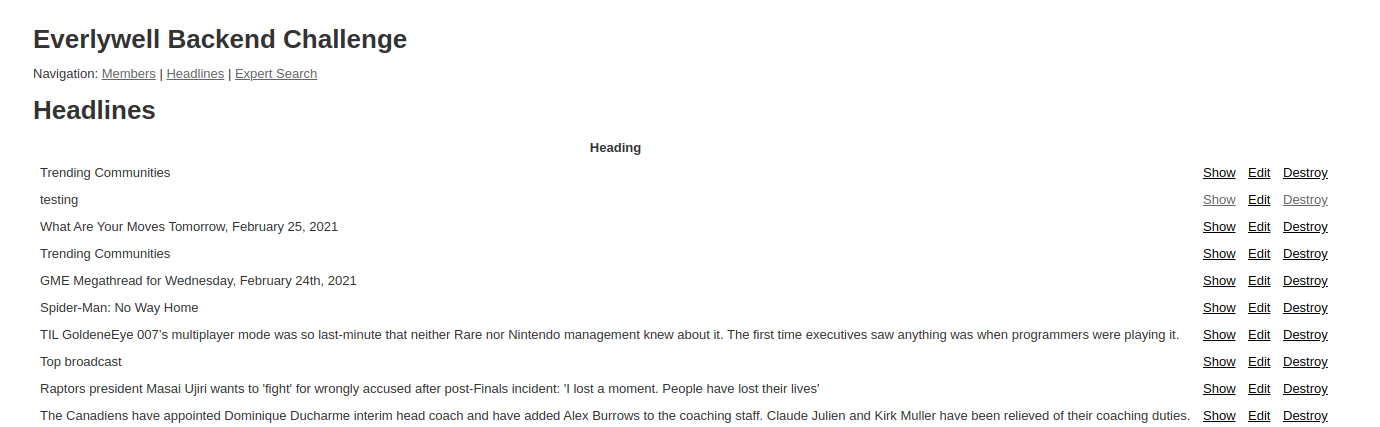 Everlywell Backend Challenge
Navigation: Members | Headlines | Expert Search
Headlines
Heading
Trending Communities Show Edit Destroy
testing Show Edit Destroy
What Are Your Moves Tomorrow, February 25, 2021 Show Edit Destroy
Trending Communities Show Edit Destroy
GME Megathread for Wednesday, February 24th, 2021 Show Edit Destroy
Spider-Man: No Way Home Show Edit Destroy
TIL GoldeneEye 007's multiplayer mode was so last-minute that neither Rare nor Nintendo management knew about it. The first time executives saw anything was when programmers were playing it. Show Edit Destroy
Top broadcast Show Edit Destroy
Raptors president Masai Ujiri wants to 'fight' for wrongly accused after post-Finals incident: 'I lost a moment. People have lost their lives' Show Edit Destroy
The Canadiens have appointed Dominique Ducharme interim head coach and have added Alex Burrows to the coaching staff. Claude Julien and Kirk Muller have been relieved of their coaching duties. Show Edit Destroy